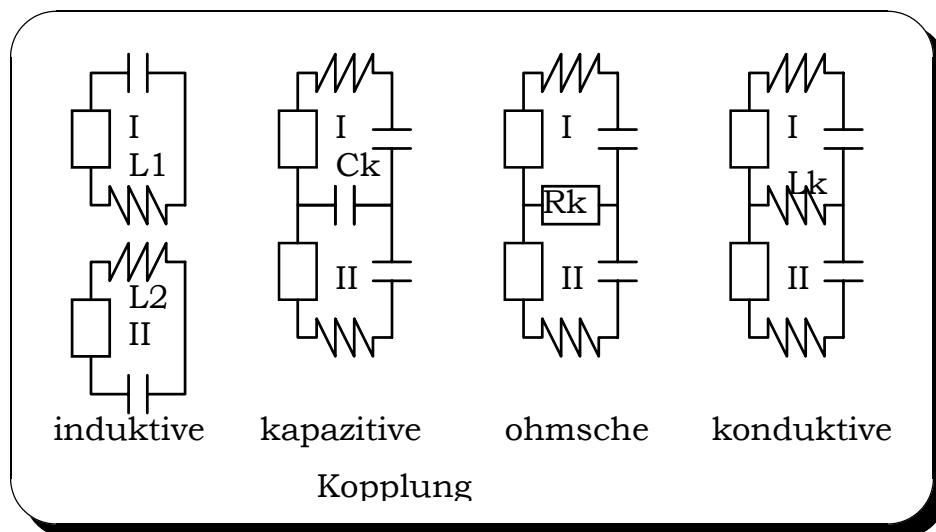 I
L1
L2
II
I
Ck
II
I
Rk
II
I
Lk
II
induktive kapazitive ohmsche konduktive
Kopplung